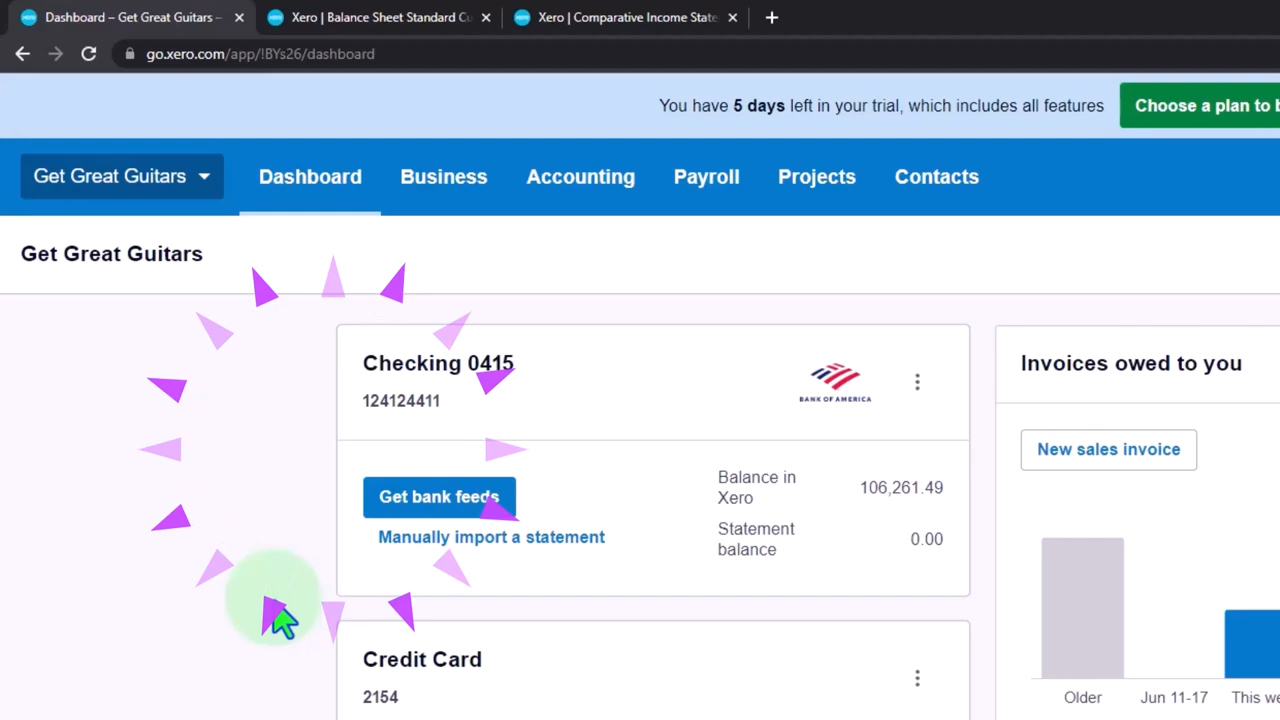 Dashboard – Get Great Guitars –
Xero | Balance Sheet Standard Cu
Xero | Comparative Income State
go.xero.com/app/!BYs26/dashboard
You have 5 days left in your trial, which includes all features
Choose a plan to b
Get Great Guitars
Dashboard
Business
Accounting
Payroll
Projects
Contacts
Get Great Guitars
Checking 0415
124124411
BANK OF AMERICA
Get bank feeds
Manually import a statement
Balance in
Xero
106,261.49
Statement
balance
0.00
Credit Card
2154
Invoices owed to you
New sales invoice
Older
Jun 11-17
This we